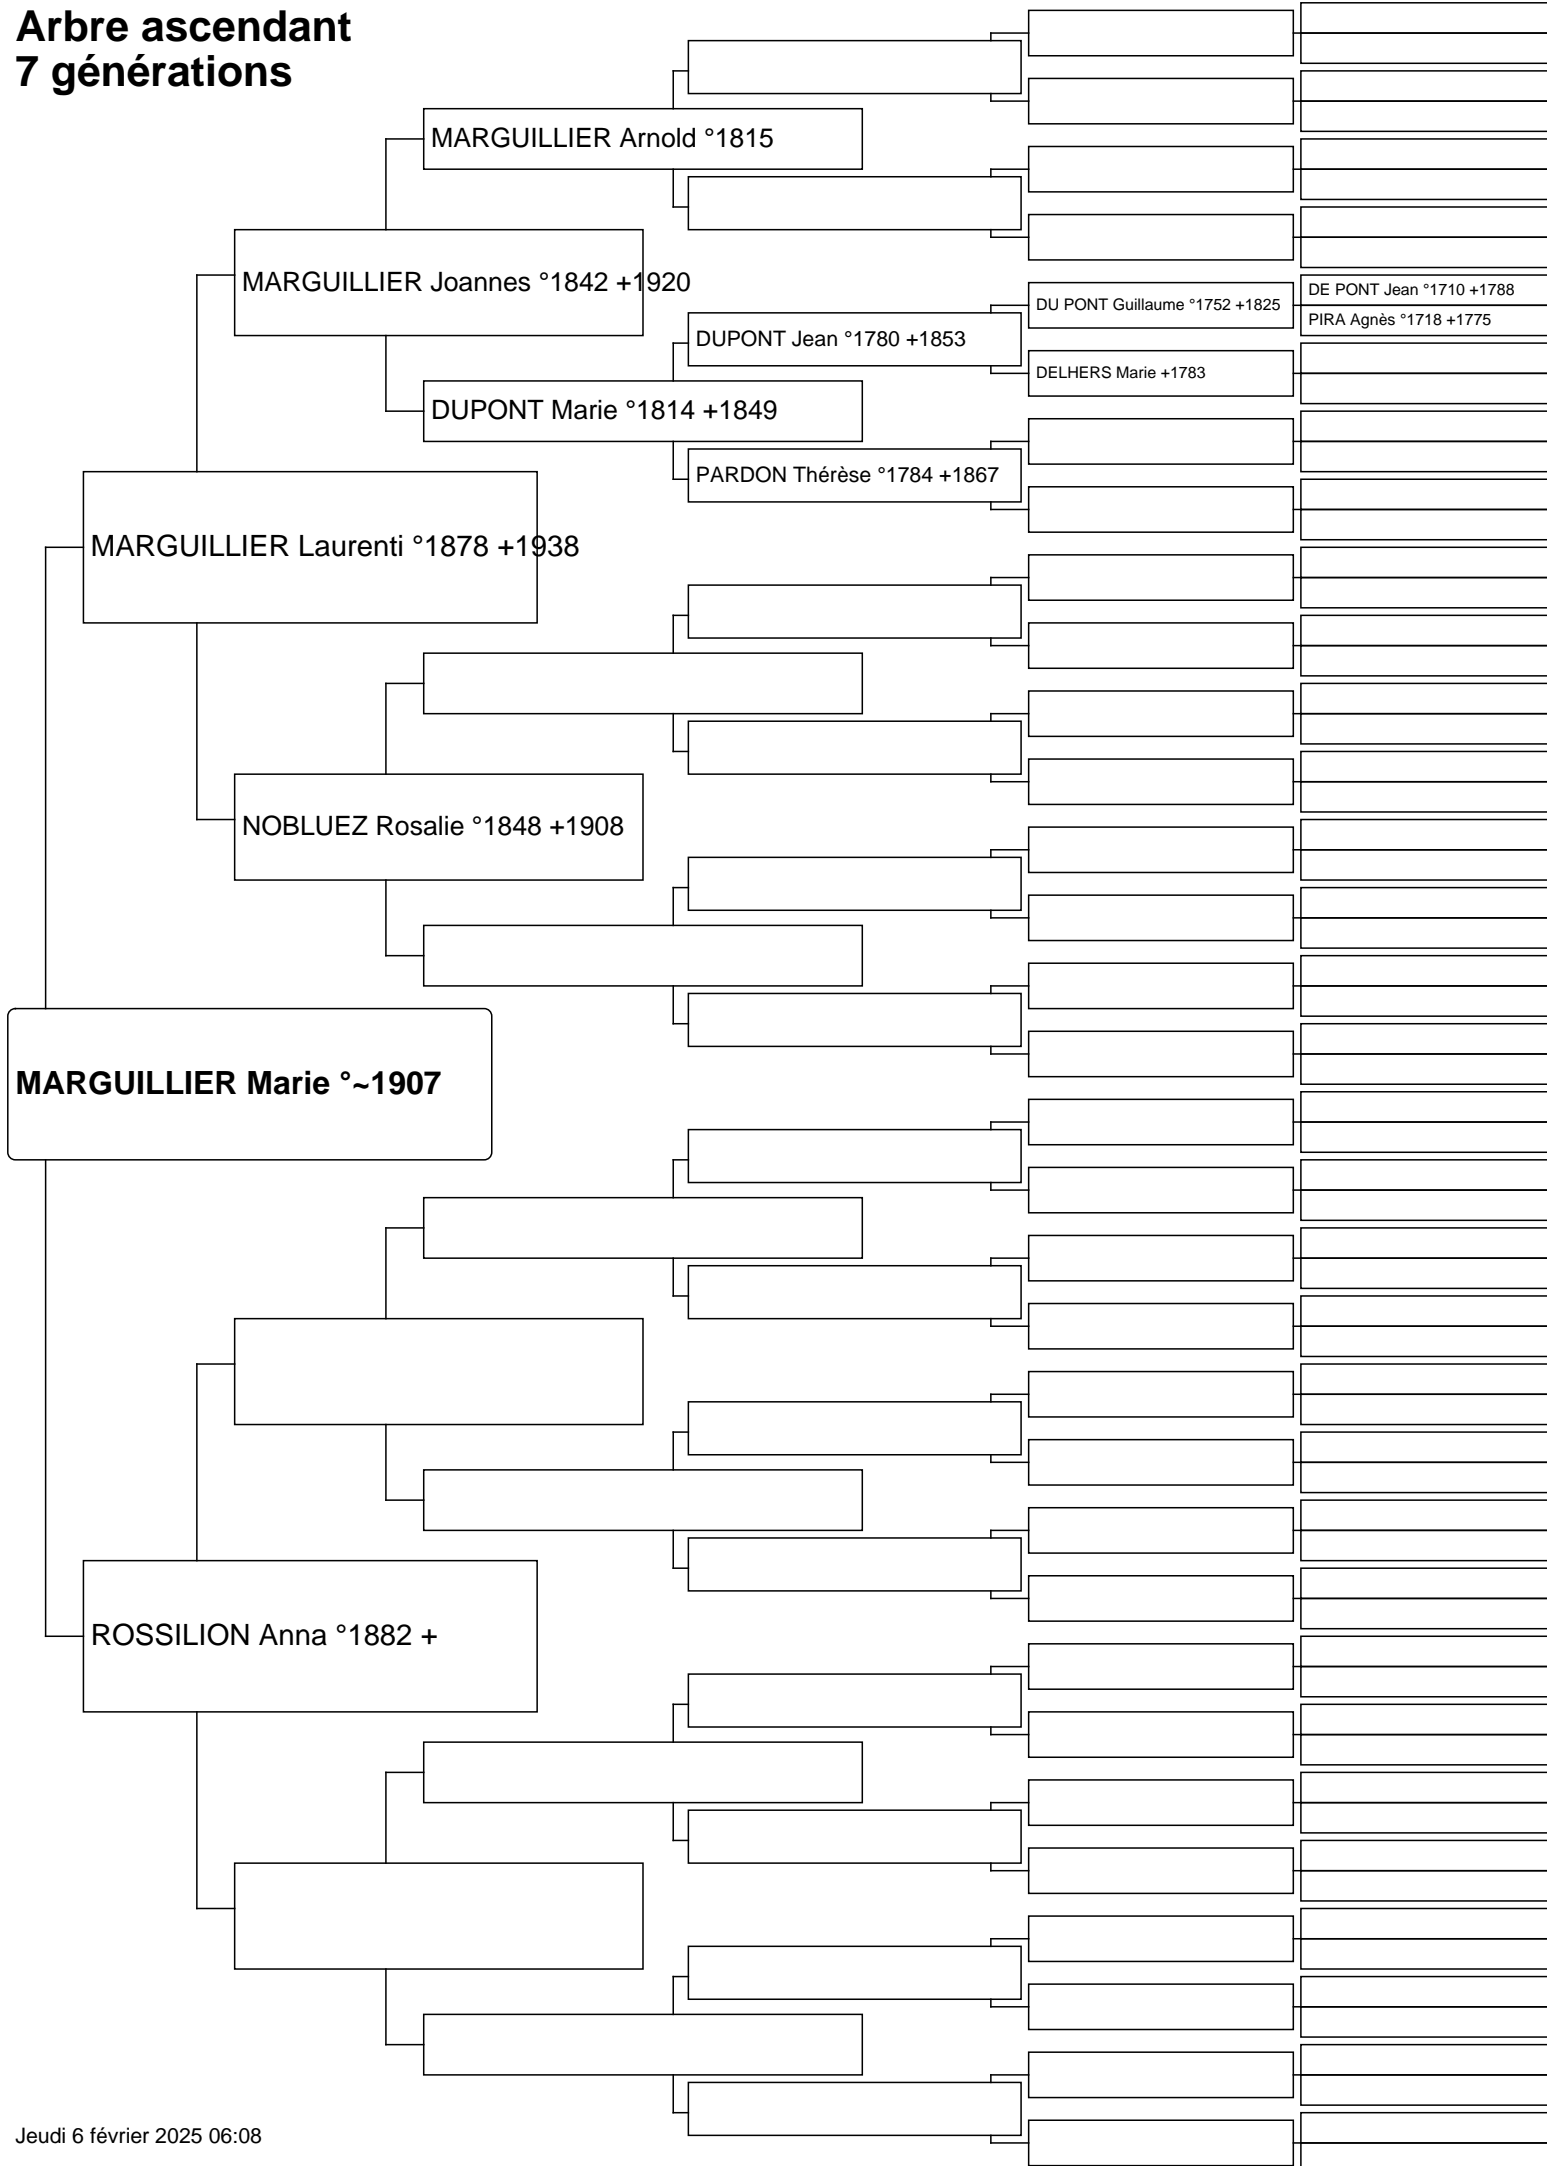 Arbre ascendant
7 générations
MARGUILLIER Arnold °1815
MARGUILLIER Joannes °1842 +1920
DE PONT Jean °1710 +1788
DU PONT Guillaume °1752 +1825
PIRA Agnès °1718 +1775
DUPONT Jean °1780 +1853
DELHERS Marie +1783
DUPONT Marie °1814 +1849
PARDON Thérèse °1784 +1867
MARGUILLIER Laurenti °1878 +1938
NOBLUEZ Rosalie °1848 +1908
MARGUILLIER Marie °~1907
ROSSILION Anna °1882 +
Jeudi 6 février 2025 06:08